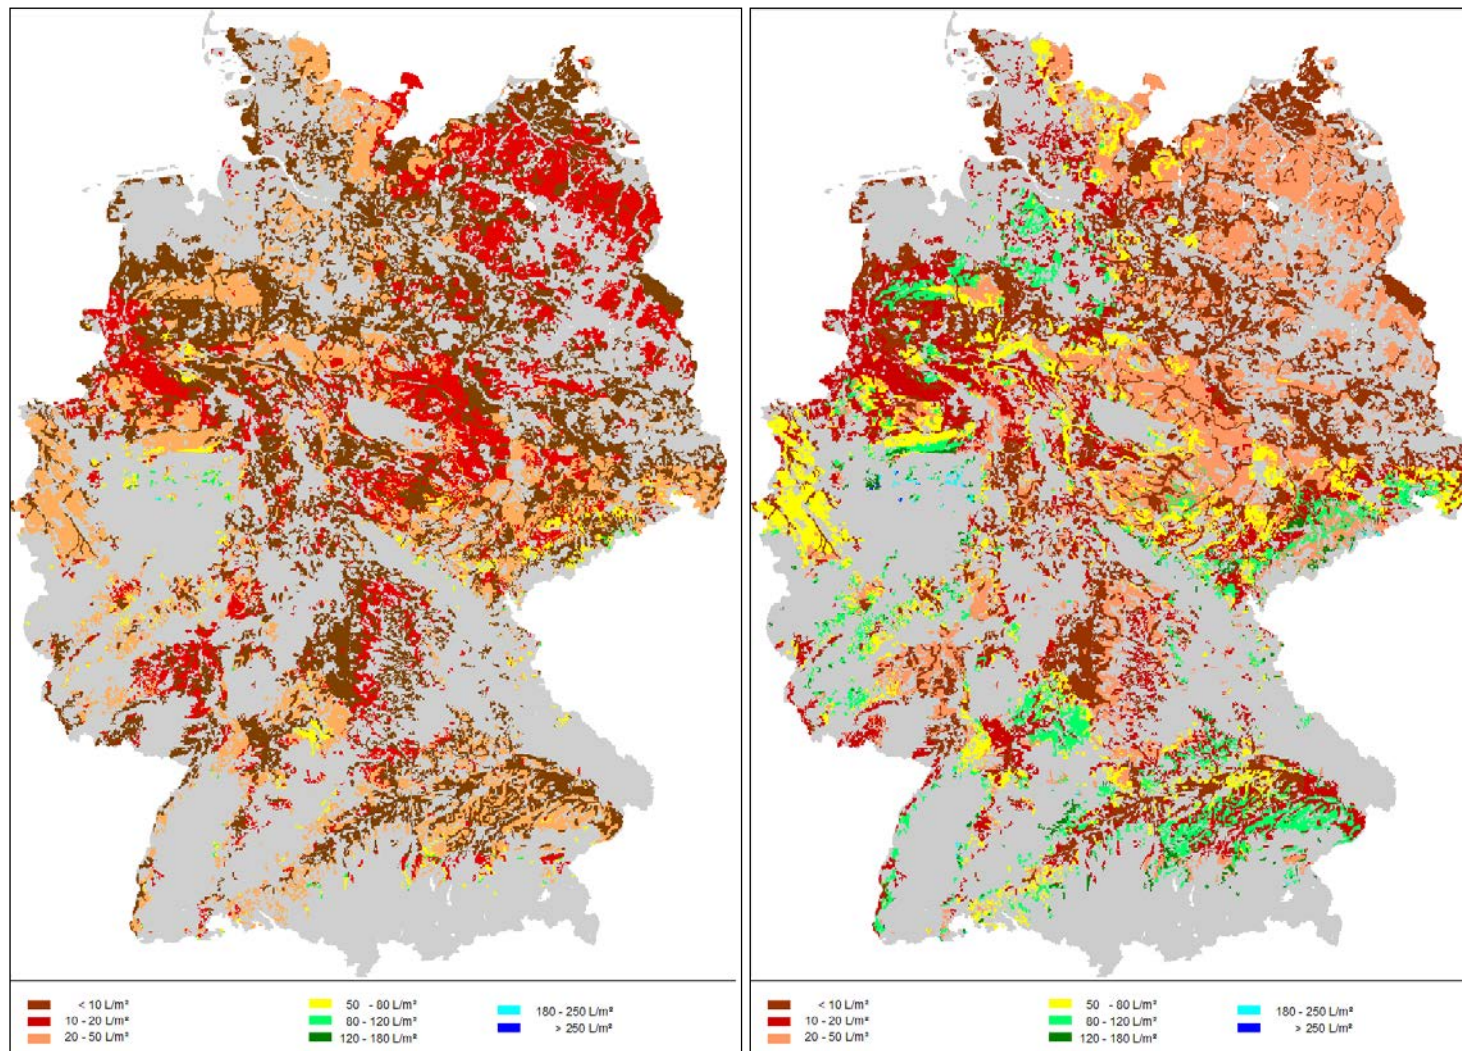 < 10 L/m²
10 - 20 L/m²
20 - 50 L/m²
50 - 80 L/m²
80 - 120 L/m²
120 - 180 L/m²
180 - 250 L/m²
> 250 L/m²
< 10 L/m²
10 - 20 L/m²
20 - 50 L/m²
50 - 80 L/m²
80 - 120 L/m²
120 - 180 L/m²
180 - 250 L/m²
> 250 L/m²